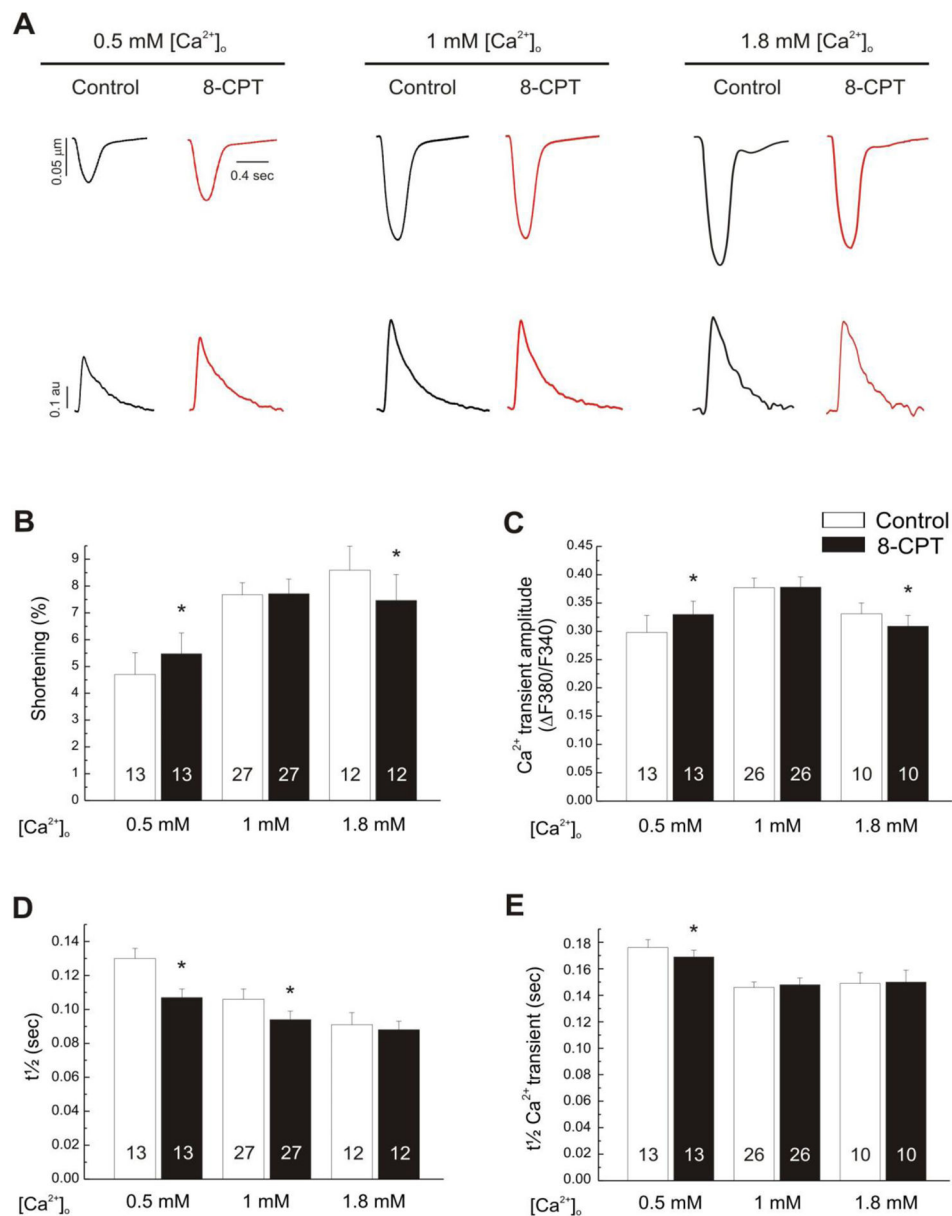 A
0.5 mM [Ca²⁺]ₒ 1 mM [Ca²⁺]ₒ 1.8 mM [Ca²⁺]ₒ
Control 8-CPT Control 8-CPT Control 8-CPT
0.05 µm
0.4 sec
0.1 au
B
Shortening (%)
9
8
7
6
5
4
3
2
1
0
* *
13 13 27 27 12 12
[Ca²⁺]ₒ 0.5 mM 1 mM 1.8 mM
C
Control
8-CPT
Ca²⁺ transient amplitude
(ΔF380/F340)
0.45
0.40
0.35
0.30
0.25
0.20
0.15
0.10
0.05
0.00
* *
13 13 26 26 10 10
[Ca²⁺]ₒ 0.5 mM 1 mM 1.8 mM
D
t½ (sec)
0.14
0.12
0.10
0.08
0.06
0.04
0.02
0.00
* *
13 13 27 27 12 12
[Ca²⁺]ₒ 0.5 mM 1 mM 1.8 mM
E
t½ Ca²⁺ transient (sec)
0.18
0.16
0.14
0.12
0.10
0.08
0.06
0.04
0.02
0.00
*
13 13 26 26 10 10
[Ca²⁺]ₒ 0.5 mM 1 mM 1.8 mM